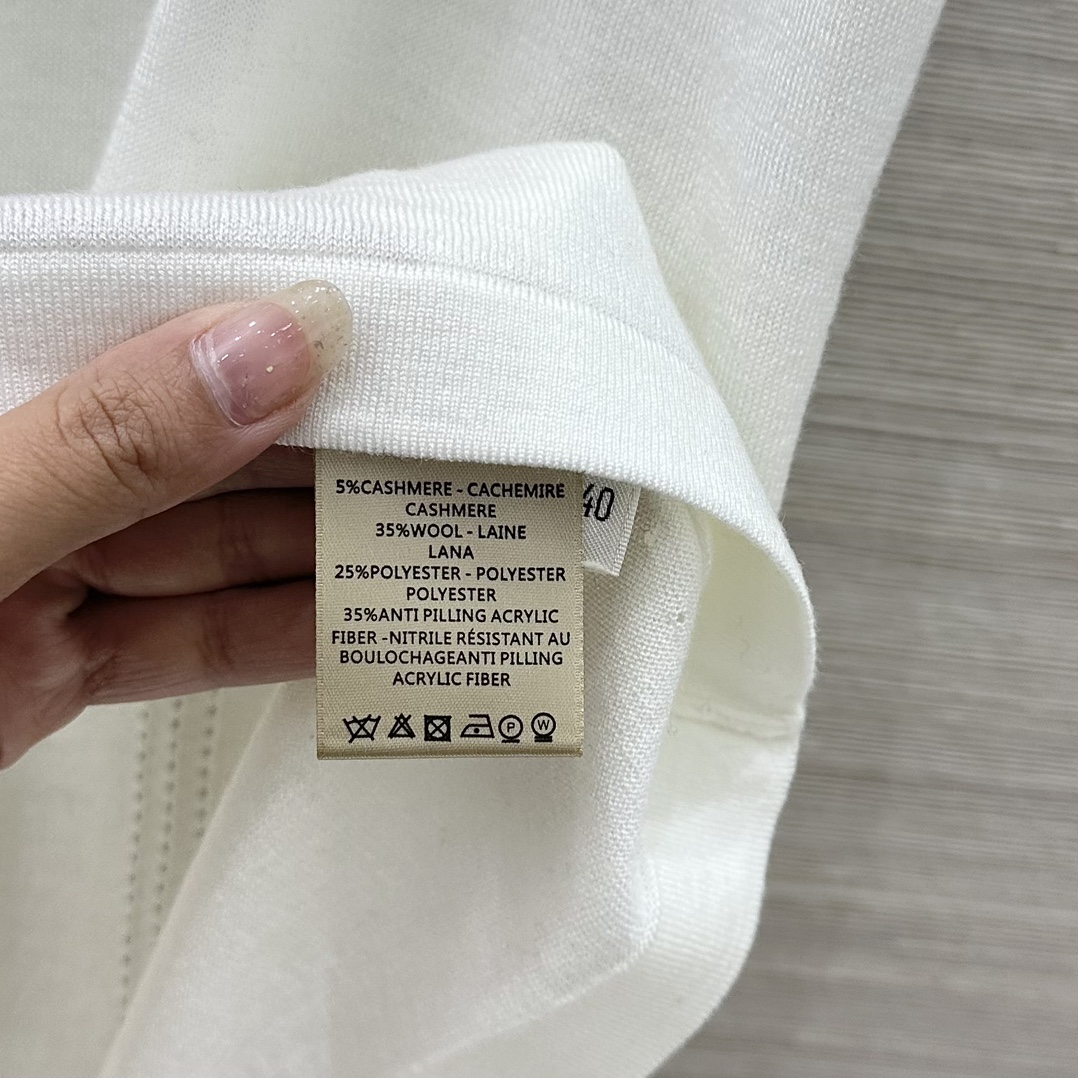 5%CASHMERE - CACHEMIRE
CASHMERE
35%WOOL - LAINE
LANA
25%POLYESTER - POLYESTER
POLYESTER
35%ANTI PILLING ACRYLIC
FIBER -NITRILE RÉSISTANT AU
BOULOCHAGEANTI PILLING
ACRYLIC FIBER
P
W
40